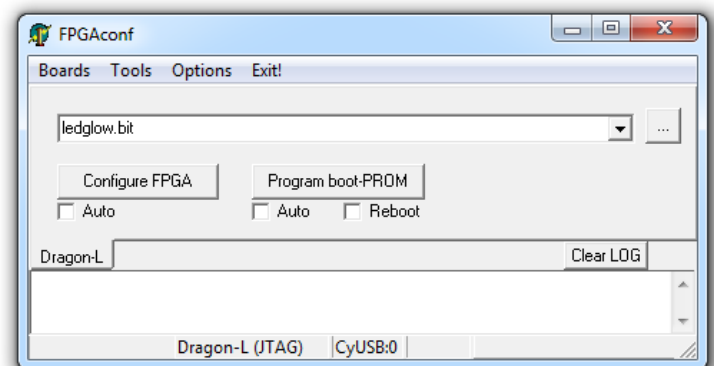 FPGAconf
Boards Tools Options Exit!
ledglow.bit ...
Configure FPGA Program boot-PROM
Auto Auto Reboot
Dragon-L Clear LOG
Dragon-L (JTAG) CyUSB:0